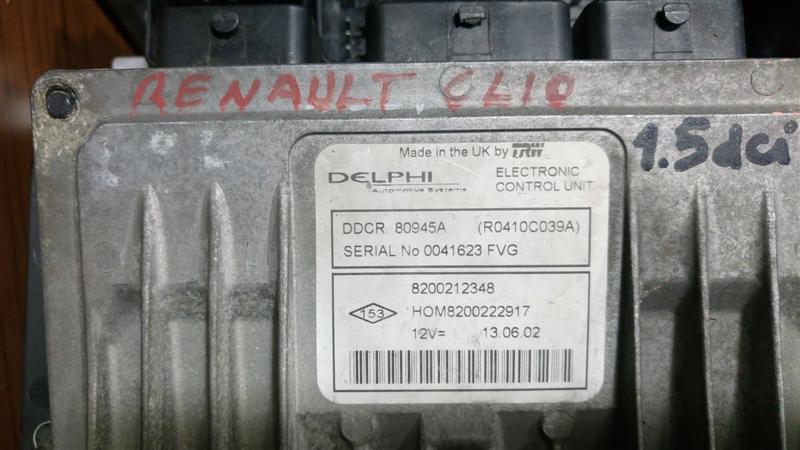 RENAULT CLIO
1.5dci
Made in the UK by TRW
DELPHI
Automotive Systems
ELECTRONIC
CONTROL UNIT
DDCR 80945A (R0410C039A)
SERIAL No 0041623 FVG
8200212348
153
HOM8200222917
12V= 13.06.02